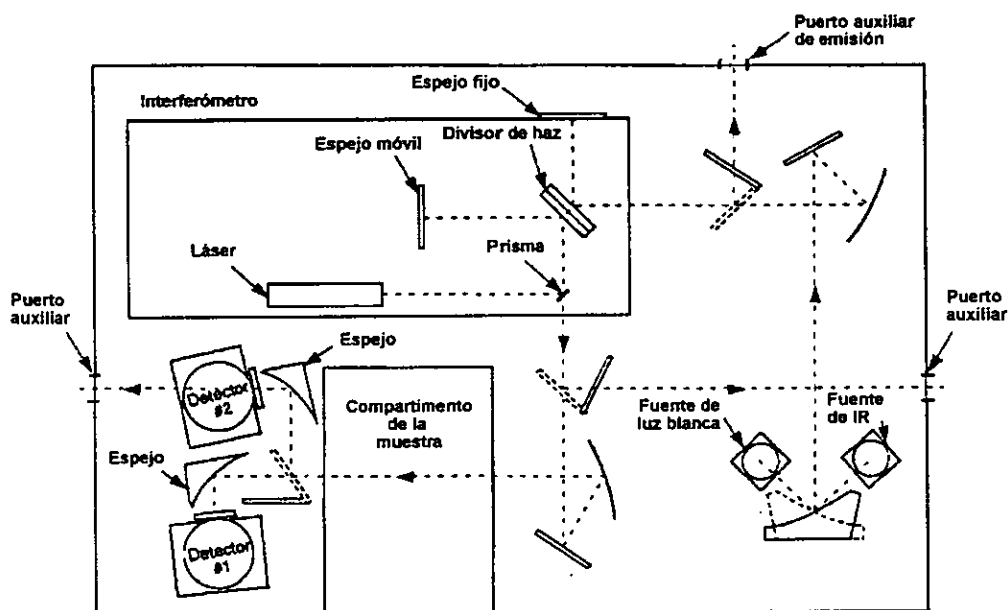 Puerto auxiliar
de emisión
Espejo fijo
Interferómetro
Divisor de haz
Espejo móvil
Prisma
Láser
Puerto
auxiliar
Puerto
auxiliar
Espejo
Detector
#2
Compartimento
de la
muestra
Fuente de
luz blanca
Fuente
de IR
Espejo
Detector
#1